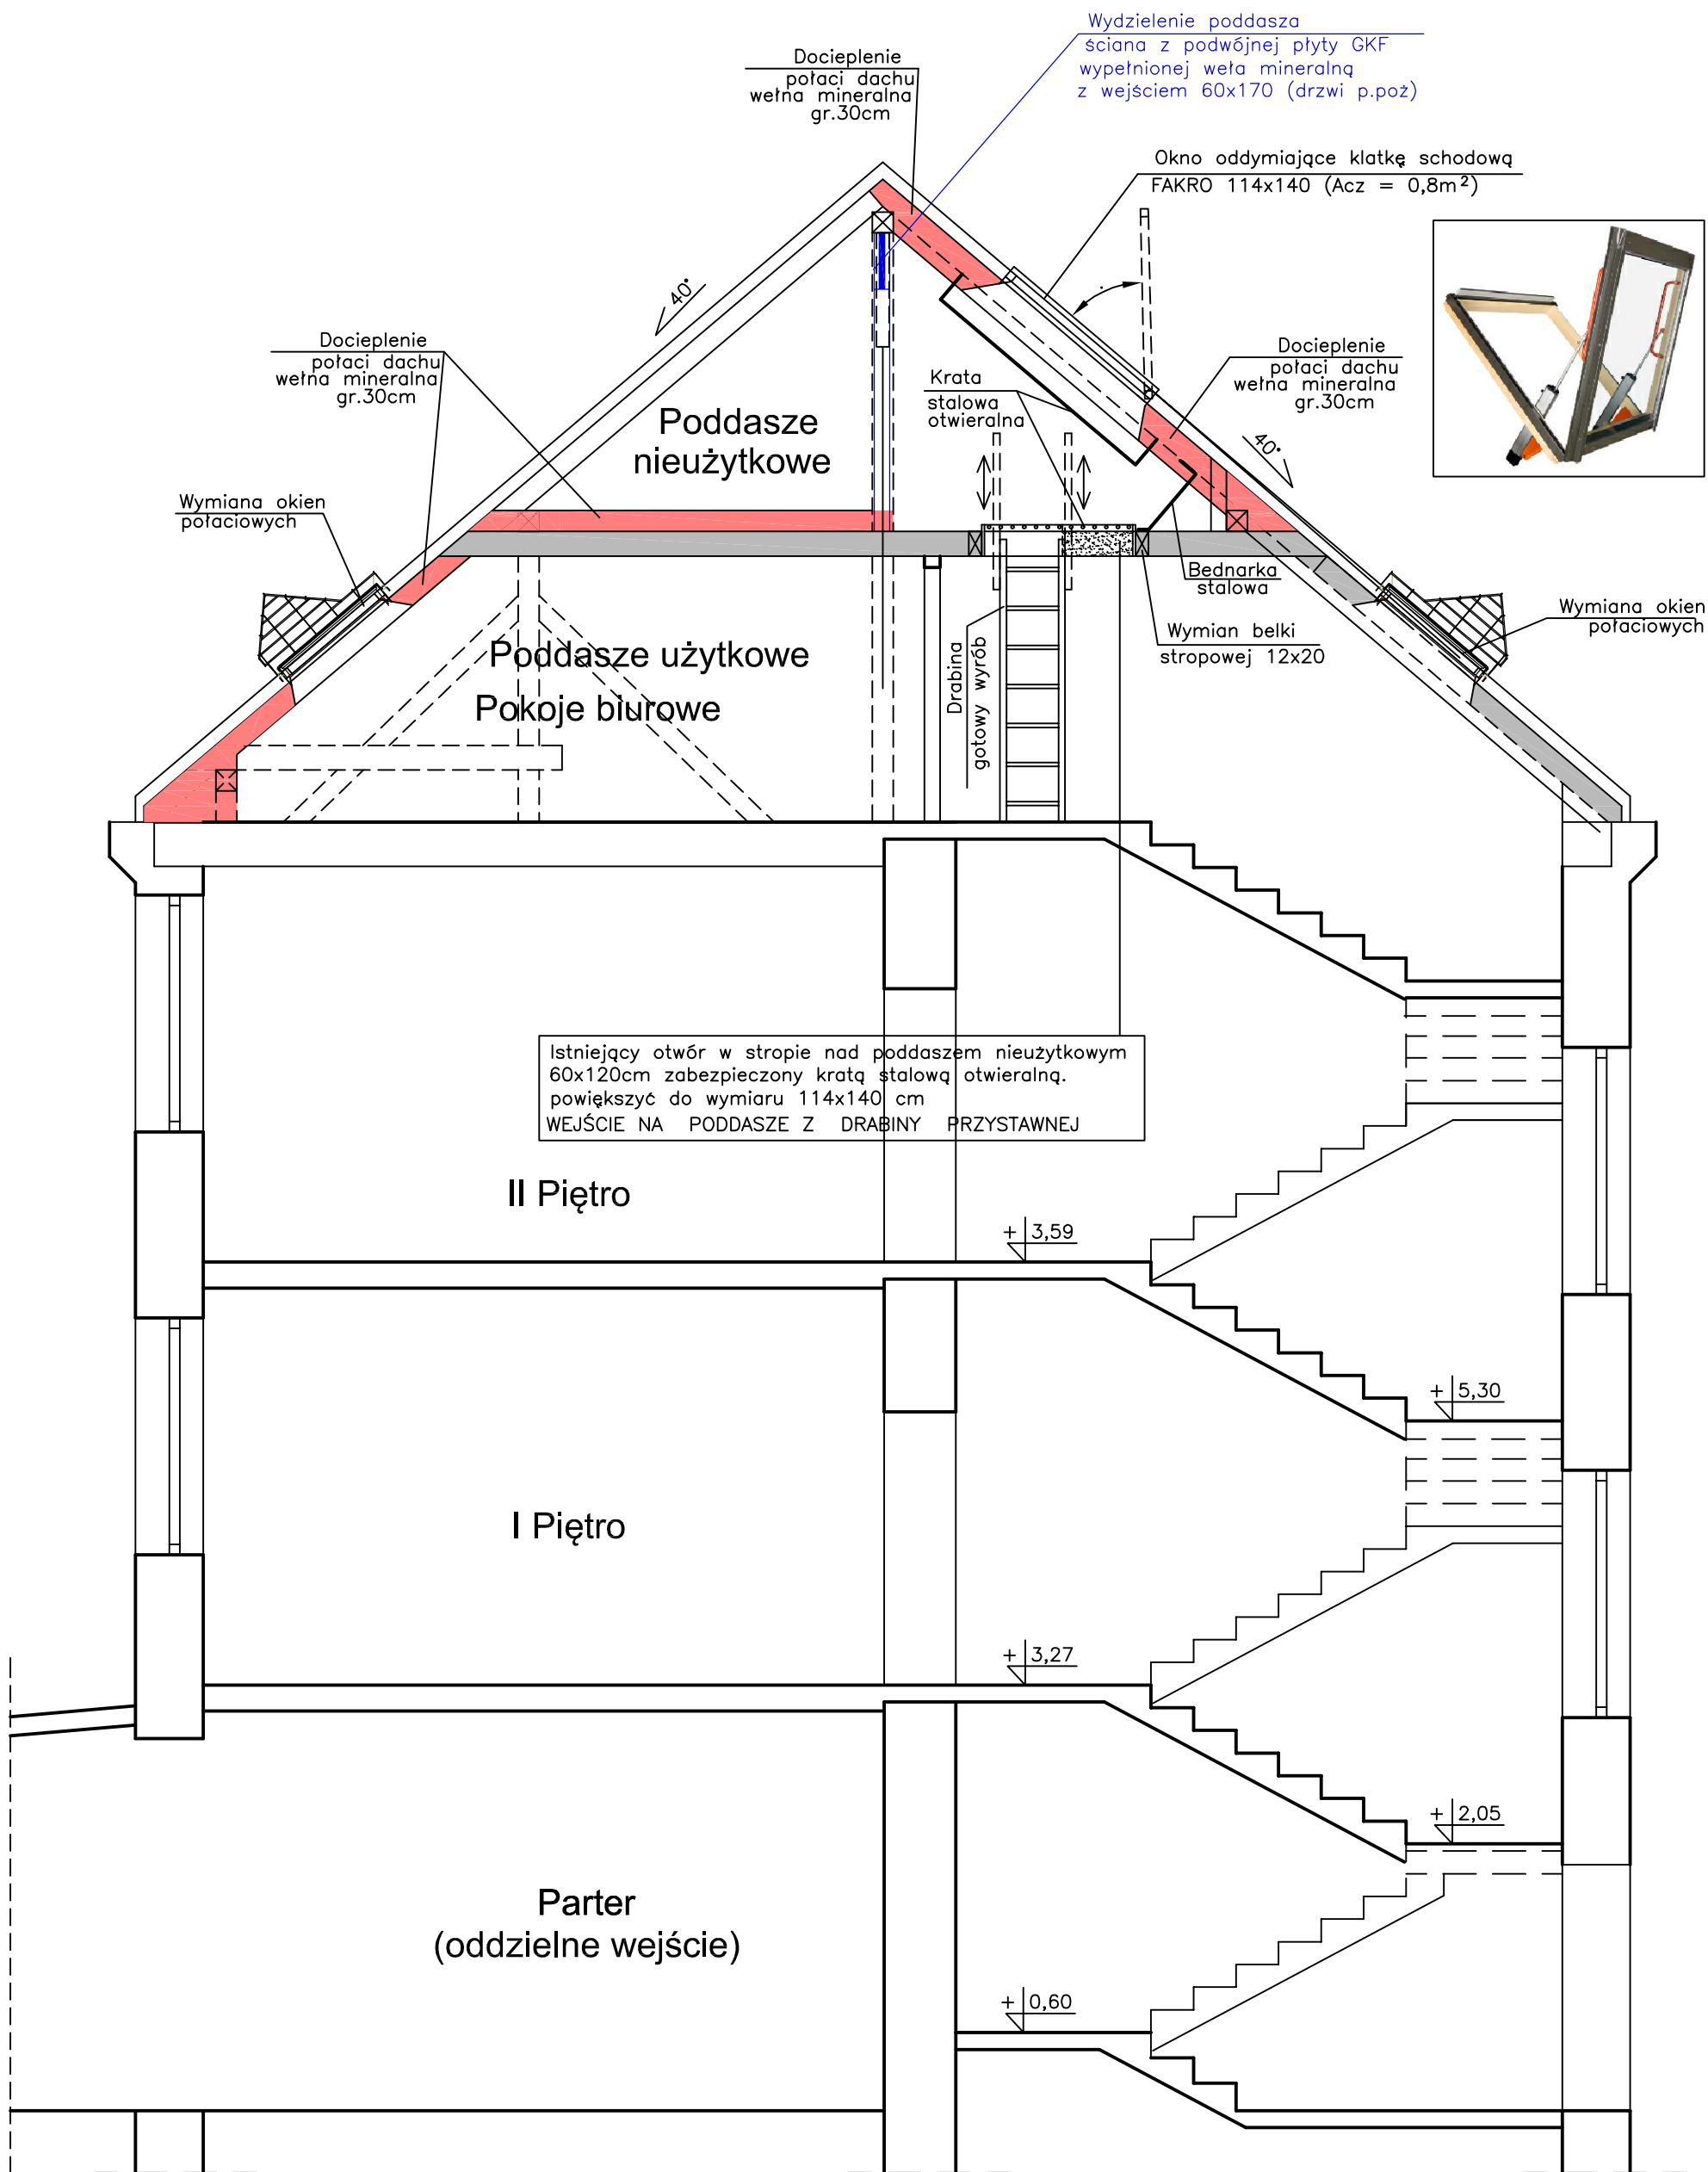 Wydzielenie poddasza
ściana z podwójnej płyty GKF
wypełnionej weła mineralną
z wejściem 60x170 (drzwi p.poż)
Docieplenie
połaci dachu
wełna mineralna
gr.30cm
Okno oddymiające klatkę schodową
FAKRO 114x140 (Acz = 0,8m²)
40°
Docieplenie
połaci dachu
wełna mineralna
gr.30cm
Docieplenie
połaci dachu
wełna mineralna
gr.30cm
Krata
stalowa
otwieralna
Poddasze
nieużytkowe
40°
Wymiana okien
połaciowych
Bednarka
stalowa
Wymiana okien
połaciowych
Wymian belki
stropowej 12x20
Drabina
gotowy wyrób
Poddasze użytkowe
Pokoje biurowe
Istniejący otwór w stropie nad poddaszem nieużytkowym
60x120cm zabezpieczony kratą stalową otwieralną.
powiększyć do wymiaru 114x140 cm
WEJŚCIE NA PODDASZE Z DRABINY PRZYSTAWNEJ
II Piętro
+ 3,59
+ 5,30
I Piętro
+ 3,27
+ 2,05
Parter
(oddzielne wejście)
+ 0,60